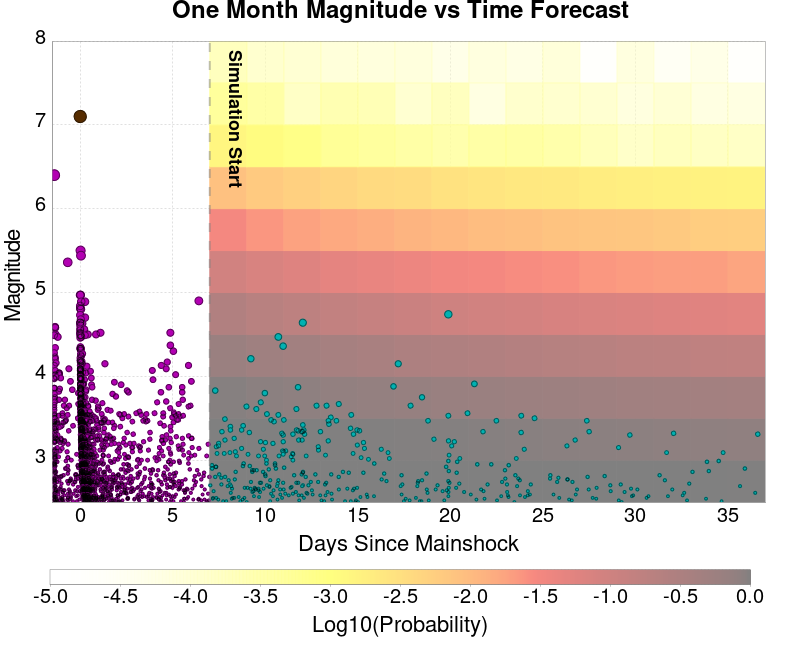 One Month Magnitude vs Time Forecast
8
7
6
5
4
3
Magnitude
Simulation Start
0 5 10 15 20 25 30 35
Days Since Mainshock
-5.0 -4.5 -4.0 -3.5 -3.0 -2.5 -2.0 -1.5 -1.0 -0.5 0.0
Log10(Probability)